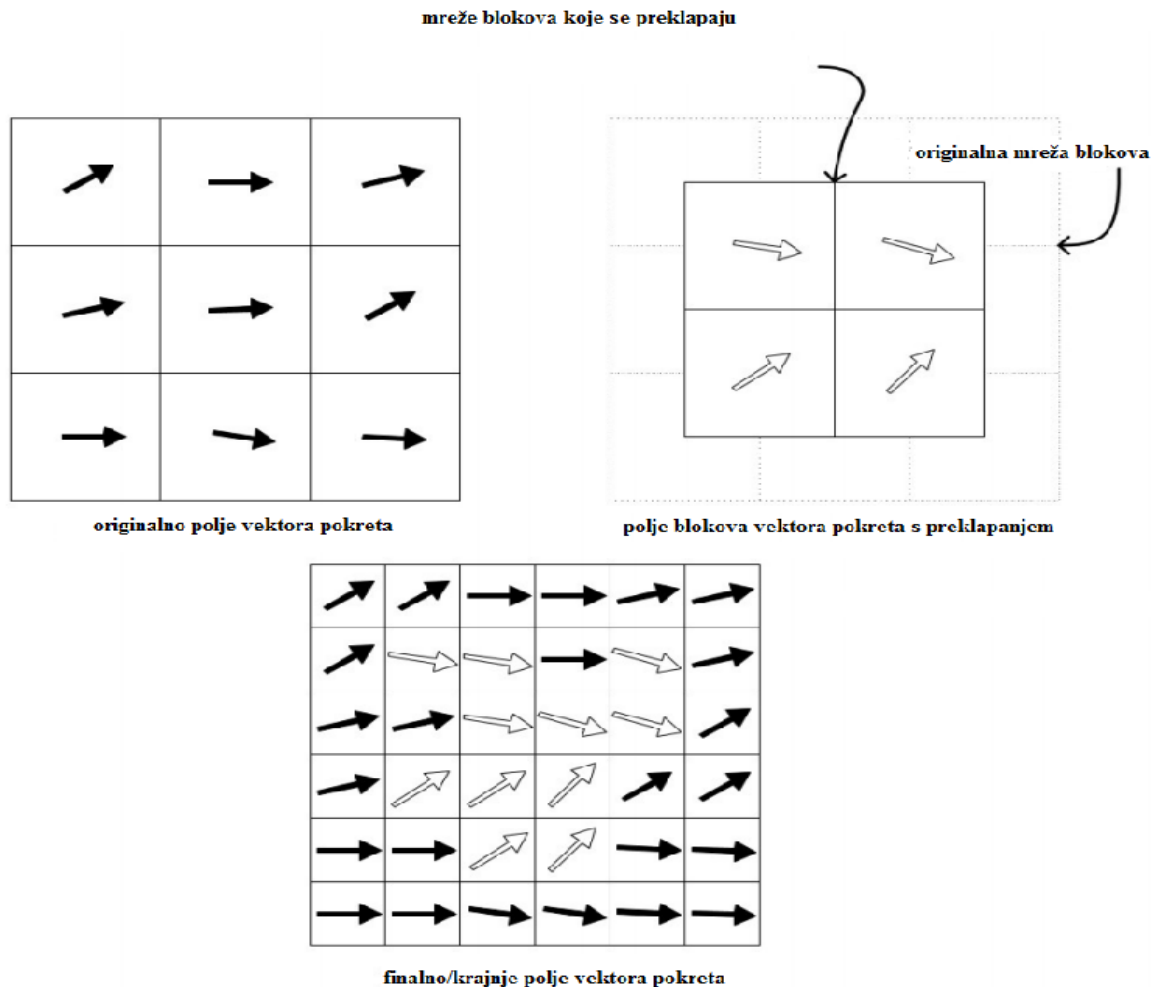 mreže blokova koje se preklapaju
originalna mreža blokova
originalno polje vektora pokreta
polje blokova vektora pokreta s preklapanjem
finalno/krajnje polje vektora pokreta